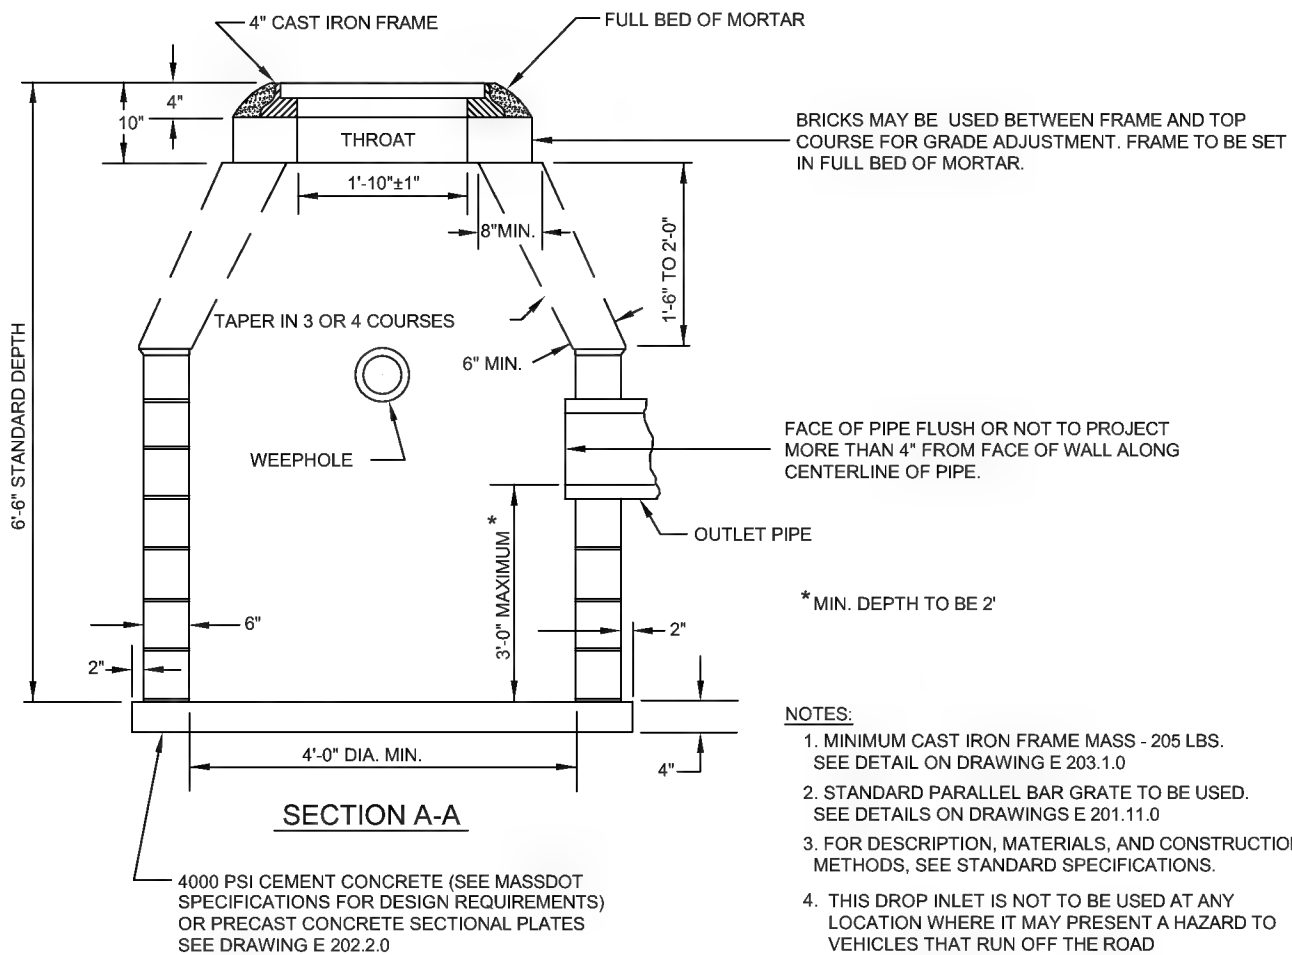 4" CAST IRON FRAME
FULL BED OF MORTAR
4"
10"
THROAT
BRICKS MAY BE USED BETWEEN FRAME AND TOP
COURSE FOR GRADE ADJUSTMENT. FRAME TO BE SET
IN FULL BED OF MORTAR.
1'-10"±1"
8"MIN.
1'-6" TO 2'-0"
TAPER IN 3 OR 4 COURSES
6" MIN.
6'-6" STANDARD DEPTH
WEEPHOLE
FACE OF PIPE FLUSH OR NOT TO PROJECT
MORE THAN 4" FROM FACE OF WALL ALONG
CENTERLINE OF PIPE.
OUTLET PIPE
3'-0" MAXIMUM *
* MIN. DEPTH TO BE 2'
6"
2"
2"
4'-0" DIA. MIN.
4"
SECTION A-A
4000 PSI CEMENT CONCRETE (SEE MASSDOT
SPECIFICATIONS FOR DESIGN REQUIREMENTS)
OR PRECAST CONCRETE SECTIONAL PLATES
SEE DRAWING E 202.2.0
NOTES:
1. MINIMUM CAST IRON FRAME MASS - 205 LBS.
SEE DETAIL ON DRAWING E 203.1.0
2. STANDARD PARALLEL BAR GRATE TO BE USED.
SEE DETAILS ON DRAWINGS E 201.11.0
3. FOR DESCRIPTION, MATERIALS, AND CONSTRUCTIO
METHODS, SEE STANDARD SPECIFICATIONS.
4. THIS DROP INLET IS NOT TO BE USED AT ANY
LOCATION WHERE IT MAY PRESENT A HAZARD TO
VEHICLES THAT RUN OFF THE ROAD